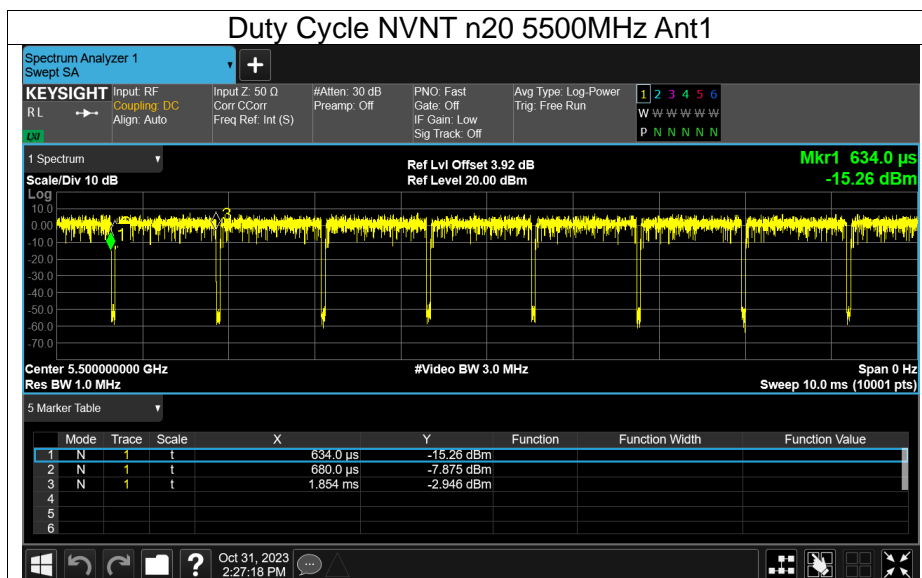 Duty Cycle NVNT n20 5500MHz Ant1
Spectrum Analyzer 1
Swept SA
+
KEYSIGHT
Input: RF
Input Z: 50 Ω
#Atten: 30 dB
PNO: Fast
Avg Type: Log-Power
1 2 3 4 5 6
RL
Coupling: DC
Corr CCorr
Preamp: Off
Gate: Off
Trig: Free Run
W W W W W W
Align: Auto
Freq Ref: Int (S)
IF Gain: Low
LXI
Sig Track: Off
P N N N N N
1 Spectrum
Ref Lvl Offset 3.92 dB
Mkr1 634.0 µs
Scale/Div 10 dB
Ref Level 20.00 dBm
-15.26 dBm
Log
10.0
0.00
-10.0
-20.0
-30.0
-40.0
-50.0
-60.0
-70.0
1
3
Center 5.500000000 GHz
#Video BW 3.0 MHz
Span 0 Hz
Res BW 1.0 MHz
Sweep 10.0 ms (10001 pts)
5 Marker Table
Mode Trace Scale X Y Function Function Width Function Value
1 N 1 t 634.0 µs -15.26 dBm
2 N 1 t 680.0 µs -7.875 dBm
3 N 1 t 1.854 ms -2.946 dBm
4
5
6
?
Oct 31, 2023
2:27:18 PM